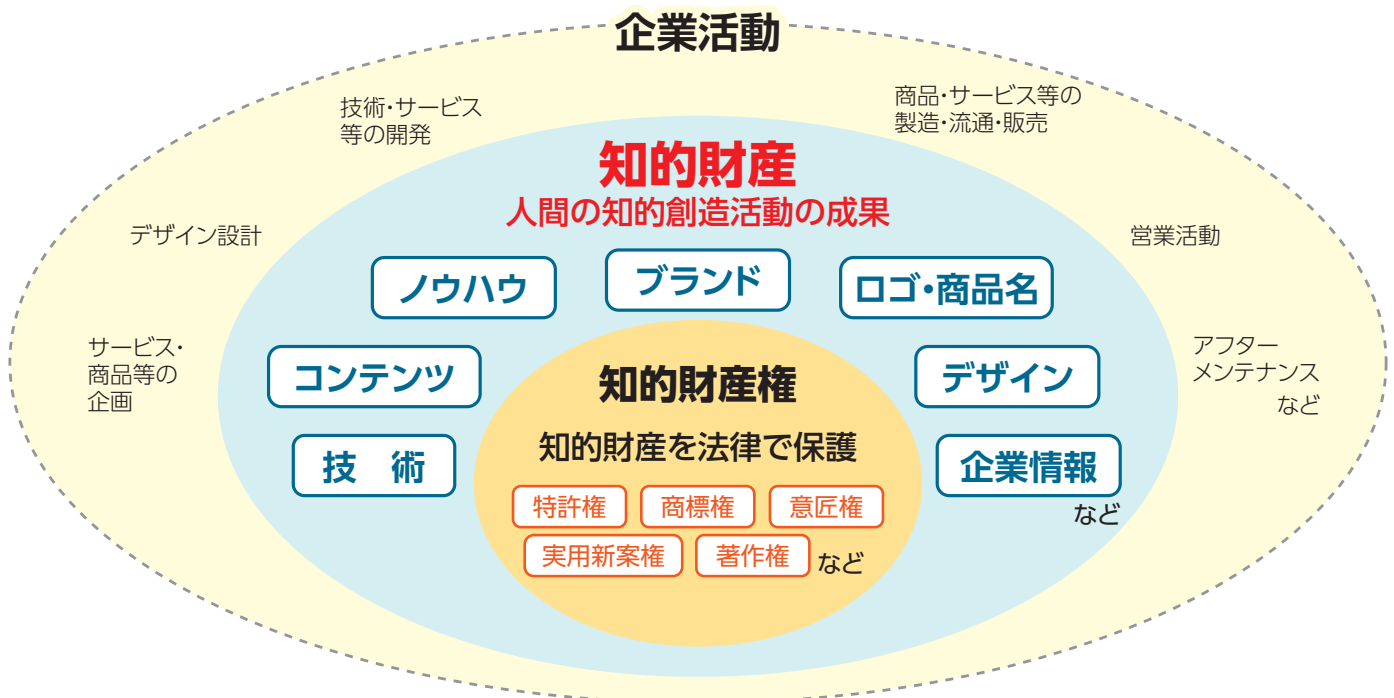 企業活動
技術・サービス
等の開発
商品・サービス等の
製造・流通・販売
知的財産
人間の知的創造活動の成果
デザイン設計
営業活動
ノウハウ
ブランド
ロゴ・商品名
サービス・
商品等の
企画
アフター
メンテナンス
など
コンテンツ
デザイン
知的財産権
知的財産を法律で保護
技 術
企業情報
など
特許権
商標権
意匠権
実用新案権
著作権
など